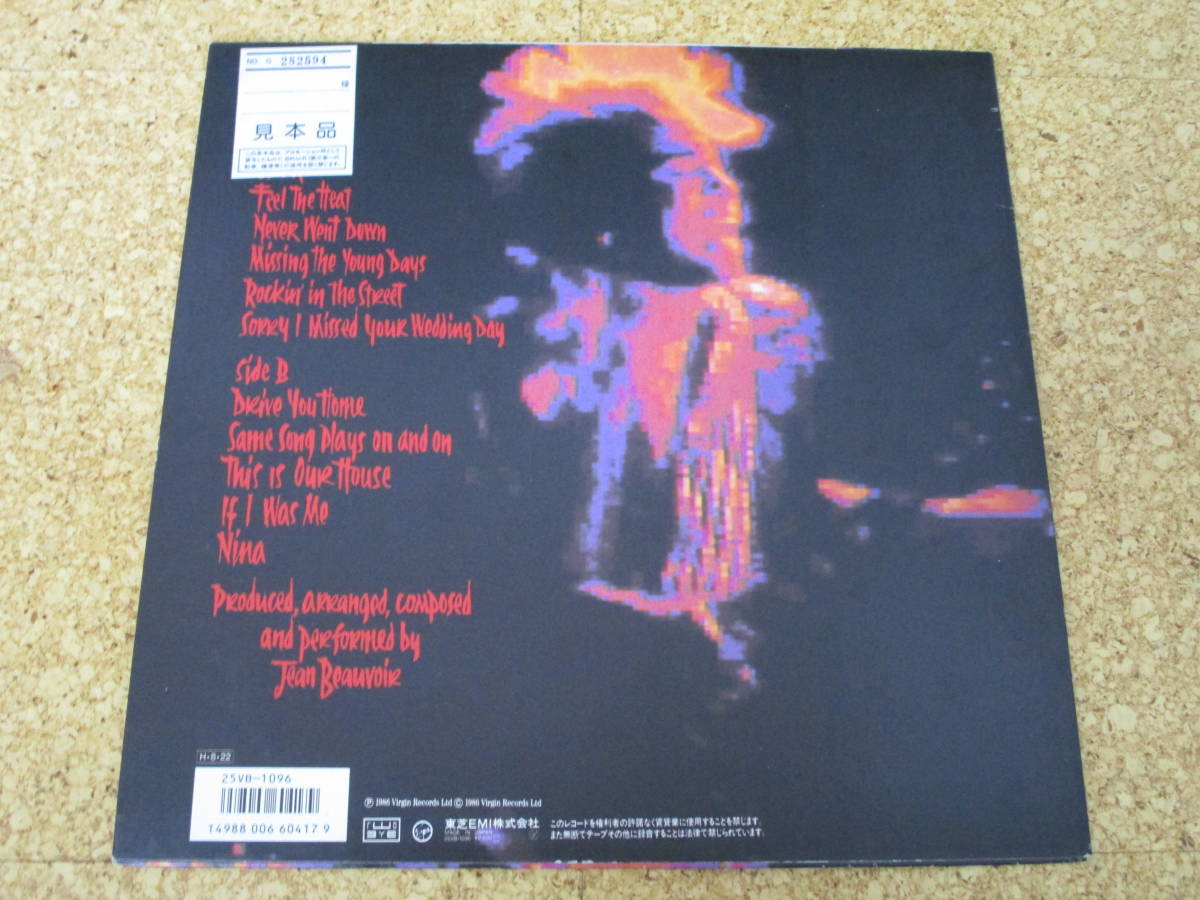 NO. G 282594
様
見本品
Feel The Heat
Never Went Down
Missing the Young Days
Rockin' in The Street
Sorry I Missed Your Wedding Day
Side B
Drive You Home
Same Song Plays on and on
This is Our House
If I Was Me
Nina
Produced, arranged, composed
and performed by
Jean Beauvoir
H・8・22
25VB-1096
T4988 006 60417 9
Ⓟ 1986 Virgin Records Ltd Ⓒ 1986 Virgin Records Ltd
東芝EMI株式会社
MADE IN JAPAN
このレコードを権利者の許諾なく賃貸業に使用することを禁じます。
また無断でテープその他に録音することは法律で禁じられています。